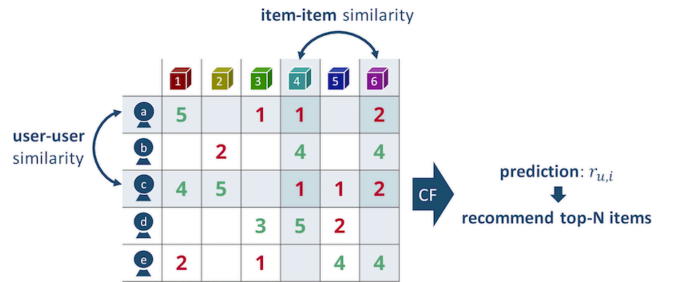 item-item similarity
1 2 3 4 5 6
a 5 1 1 2
b 2 4 4
user-user
similarity
c 4 5 1 1 2
d 3 5 2
e 2 1 4 4
CF
prediction: r_{u,i}
recommend top-N items